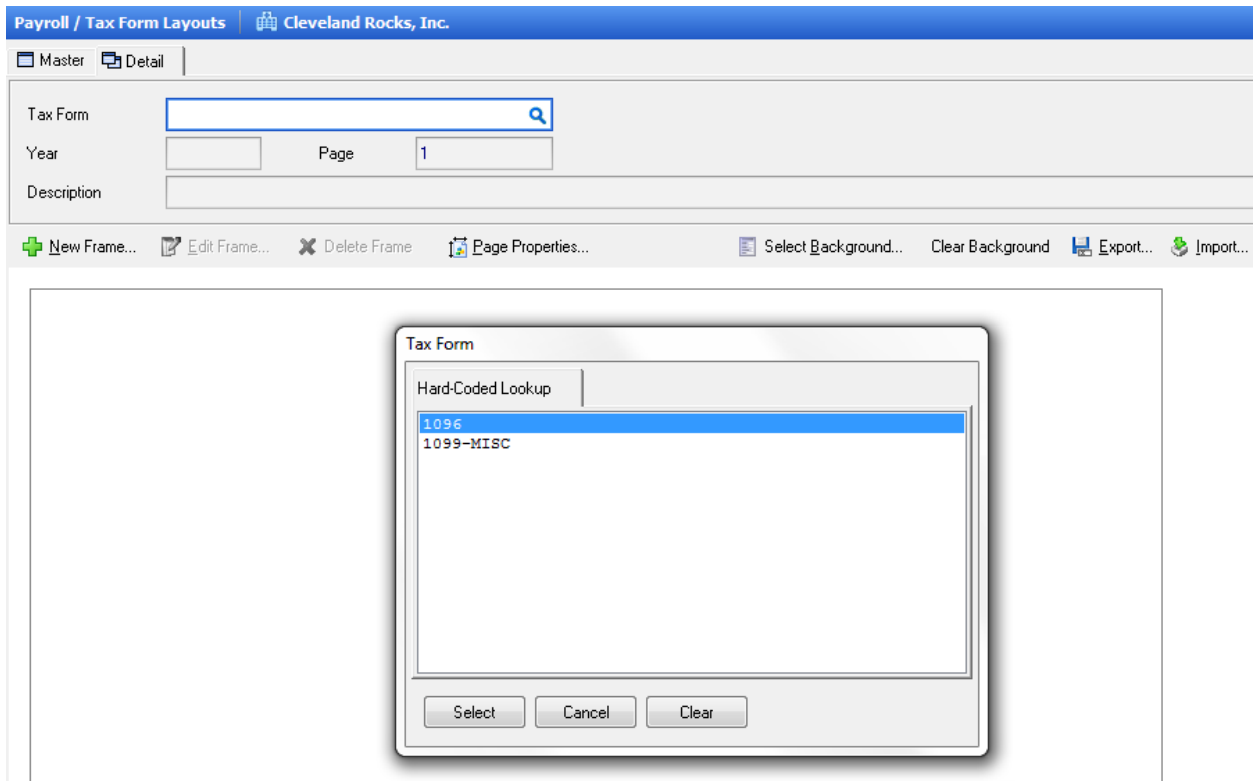 Payroll / Tax Form Layouts Cleveland Rocks, Inc.
Master Detail
Tax Form
Year Page 1
Description
New Frame... Edit Frame... Delete Frame Page Properties... Select Background... Clear Background Export... Import...
Tax Form
Hard-Coded Lookup
1096
1099-MISC
Select Cancel Clear